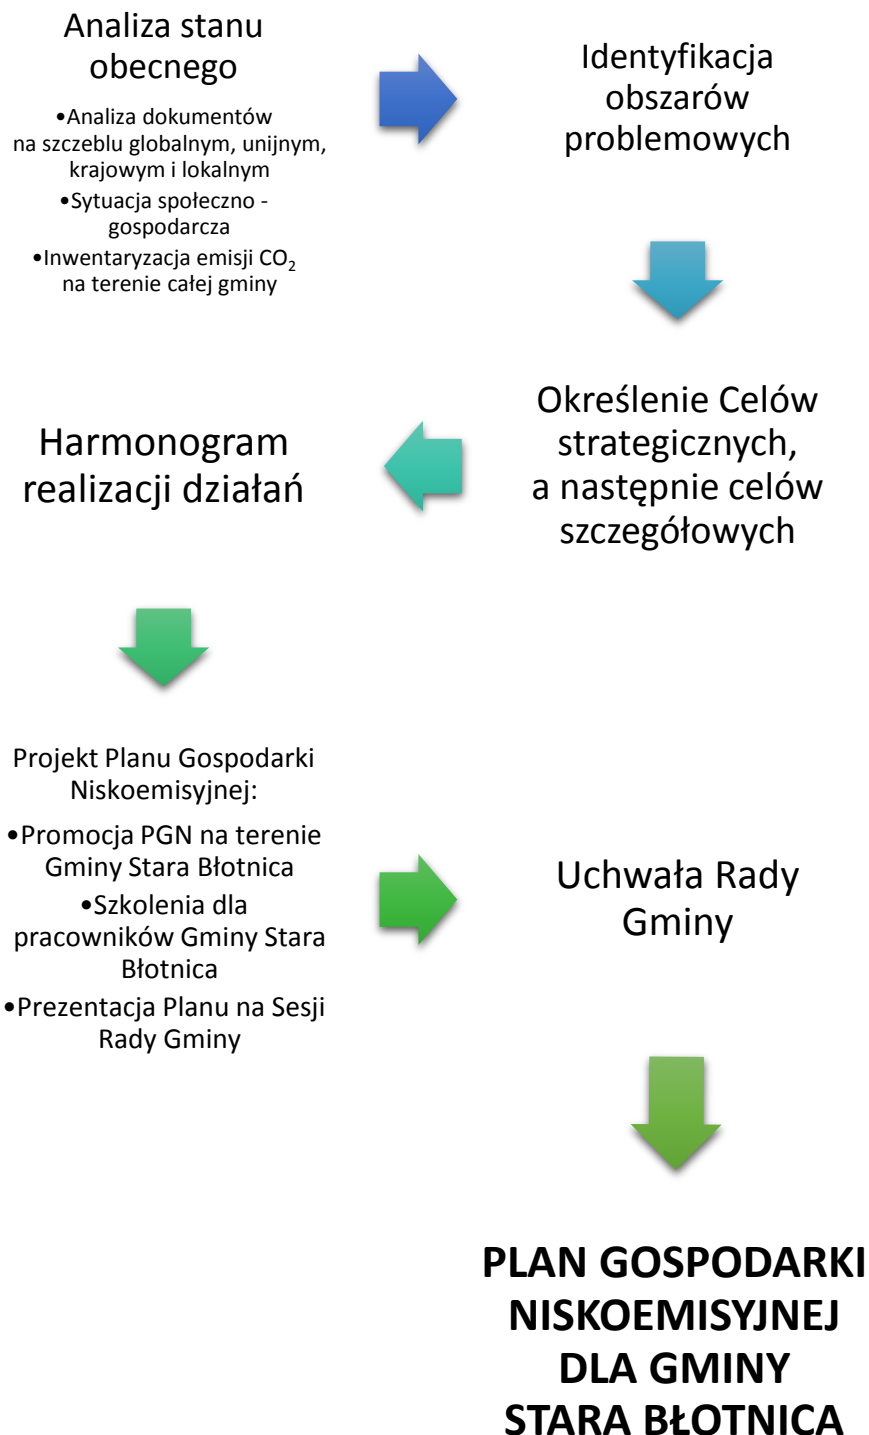 Analiza stanu
obecnego
•Analiza dokumentów
na szczeblu globalnym, unijnym,
krajowym i lokalnym
•Sytuacja społeczno -
gospodarcza
•Inwentaryzacja emisji CO₂
na terenie całej gminy
Identyfikacja
obszarów
problemowych
Określenie Celów
strategicznych,
a następnie celów
szczegółowych
Harmonogram
realizacji działań
Projekt Planu Gospodarki
Niskoemisyjnej:
•Promocja PGN na terenie
Gminy Stara Błotnica
•Szkolenia dla
pracowników Gminy Stara
Błotnica
•Prezentacja Planu na Sesji
Rady Gminy
Uchwała Rady
Gminy
PLAN GOSPODARKI
NISKOEMISYJNEJ
DLA GMINY
STARA BŁOTNICA